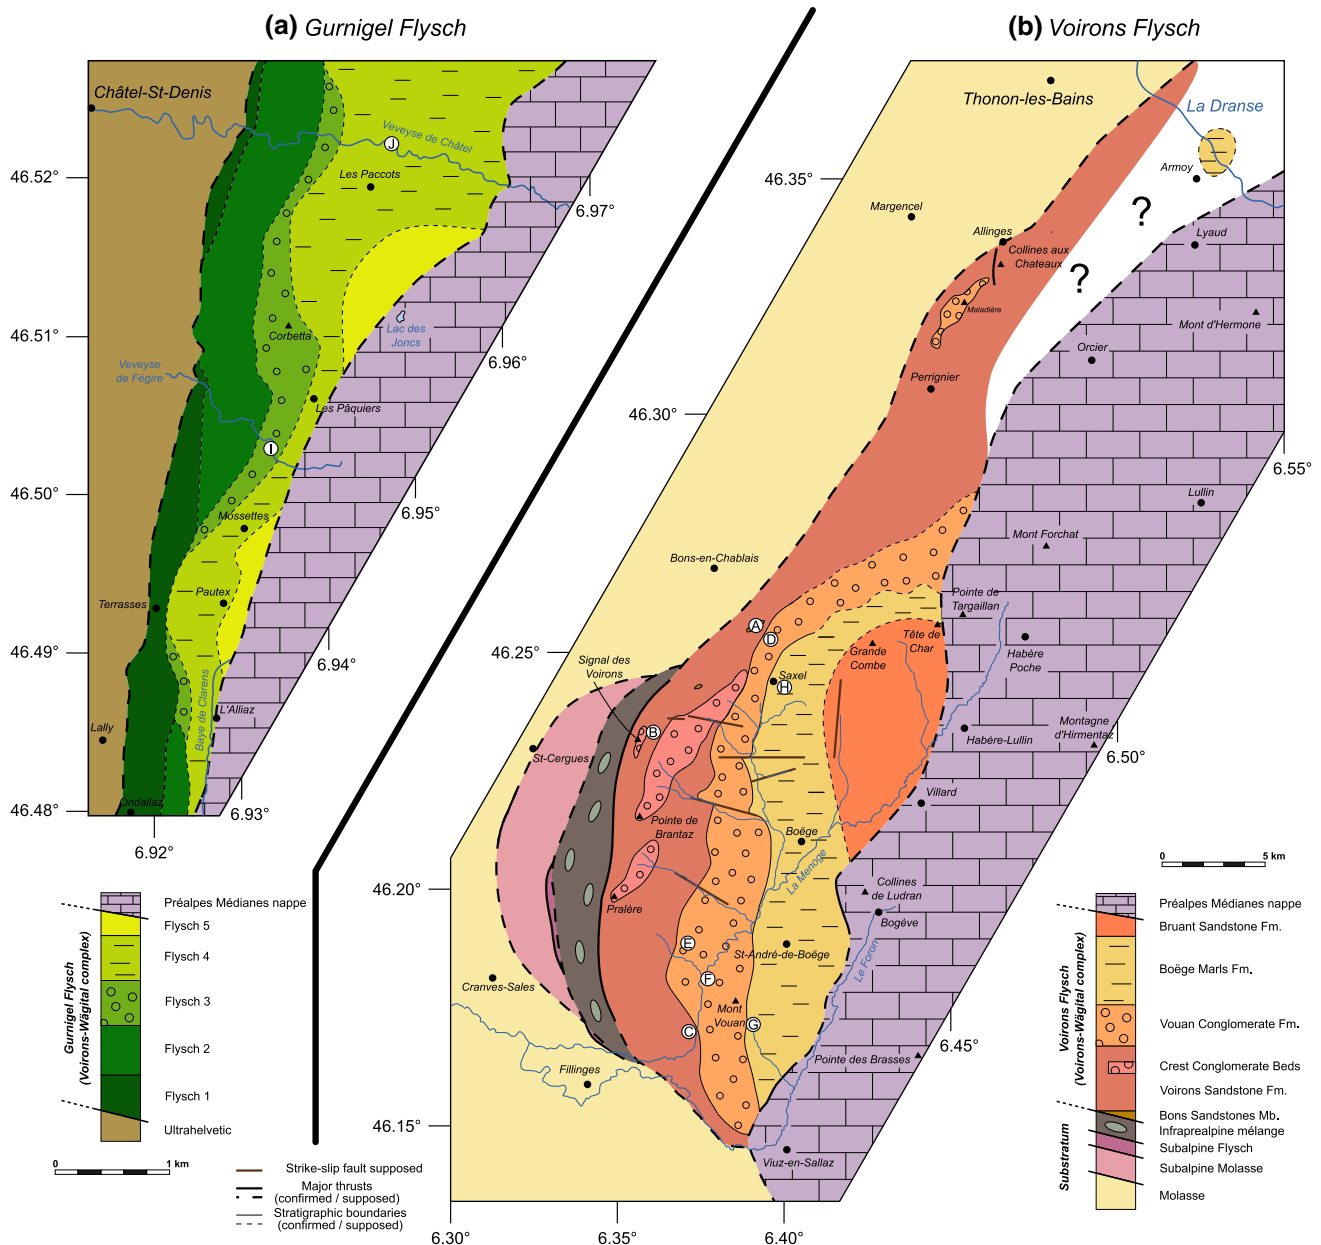 (a) Gurnigel Flysch
(b) Voirons Flysch
Châtel-St-Denis
Veveyse de Châtel
J
Les Paccots
46.52°
6.97°
Corbetta
Lac des
Joncs
46.51°
6.96°
Veveyse
de Fégire
Les Pâquiers
I
46.50°
6.95°
Mossettes
Pautex
Terrasses
46.49°
6.94°
Baye de Clarens
L'Alliaz
Lally
Ondallaz
46.48°
6.93°
6.92°
Gurnigel Flysch
(Voirons-Wägital complex)
Préalpes Médianes nappe
Flysch 5
Flysch 4
Flysch 3
Flysch 2
Flysch 1
Ultrahelvetic
0 1 km
Strike-slip fault supposed
Major thrusts
(confirmed / supposed)
Stratigraphic boundaries
(confirmed / supposed)
Thonon-les-Bains
La Dranse
Armoy
46.35°
Margencel
?
Allinges
Lyaud
Collines aux
Chateaux
?
Maladière
Mont d'Hermone
Orcier
Perrignier
46.30°
6.55°
Lullin
Mont Forchat
Bons-en-Chablais
Pointe de
Targaillan
A
D
Tête de
Char
Grande
Combe
Habère
Poche
46.25°
Signal des
Voirons
Saxel
H
B
Habère-Lullin
Montagne
d'Hirmentaz
6.50°
St-Cergues
Villard
Pointe de
Brantaz
Boëge
La Menoge
0 5 km
46.20°
Collines
de Ludran
Bogève
Pralère
E
St-André-de-Boëge
Le Foron
F
Cranves-Sales
Mont
Vouan
G
C
6.45°
Pointe des Brasses
Fillinges
46.15°
Viuz-en-Sallaz
6.30°
6.35°
6.40°
Voirons Flysch
(Voirons-Wägital complex)
Substratum
Préalpes Médianes nappe
Bruant Sandstone Fm.
Boëge Marls Fm.
Vouan Conglomerate Fm.
Crest Conglomerate Beds
Voirons Sandstone Fm.
Bons Sandstones Mb.
Infraprealpine mélange
Subalpine Flysch
Subalpine Molasse
Molasse